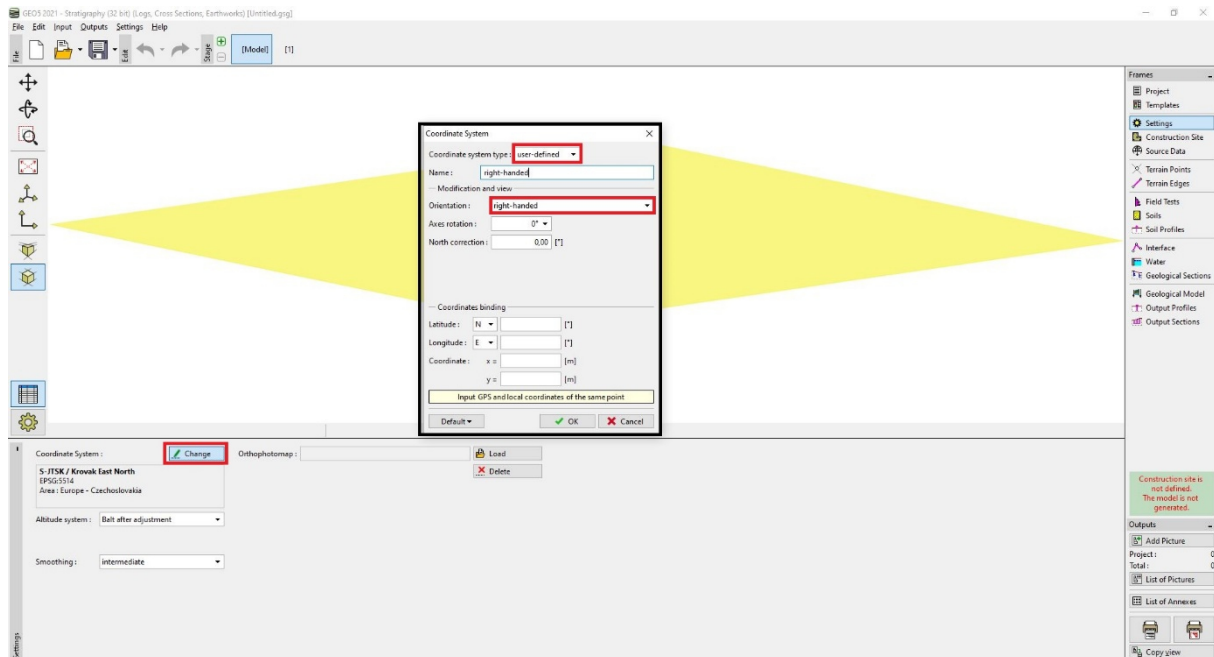 GEO5 2021 - Stratigraphy (32 bit) (Logs, Cross Sections, Earthworks) [Untitled.gsg]
File Edit Input Outputs Settings Help
File
Edit
Stage
[Model] [1]
Coordinate System
Coordinate system type : user-defined
Name : right-handed
Modification and view
Orientation : right-handed
Axes rotation : 0°
North correction : 0,00 [°]
Coordinates binding
Latitude : N [°]
Longitude : E [°]
Coordinate : x = [m]
y = [m]
Input GPS and local coordinates of the same point
Default OK Cancel
Frames
Project
Templates
Settings
Construction Site
Source Data
Terrain Points
Terrain Edges
Field Tests
Soils
Soil Profiles
Interface
Water
Geological Sections
Geological Model
Output Profiles
Output Sections
Construction site is
not defined.
The model is not
generated.
Outputs
Add Picture
Project : 0
Total : 0
List of Pictures
List of Annexes
Copy view
Coordinate System : Change Orthophotomap : Load
Delete
S-JTSK / Krovak East North
EPSG:5514
Area : Europe - Czechoslovakia
Altitude system : Balt after adjustment
Smoothing : intermediate
Settings